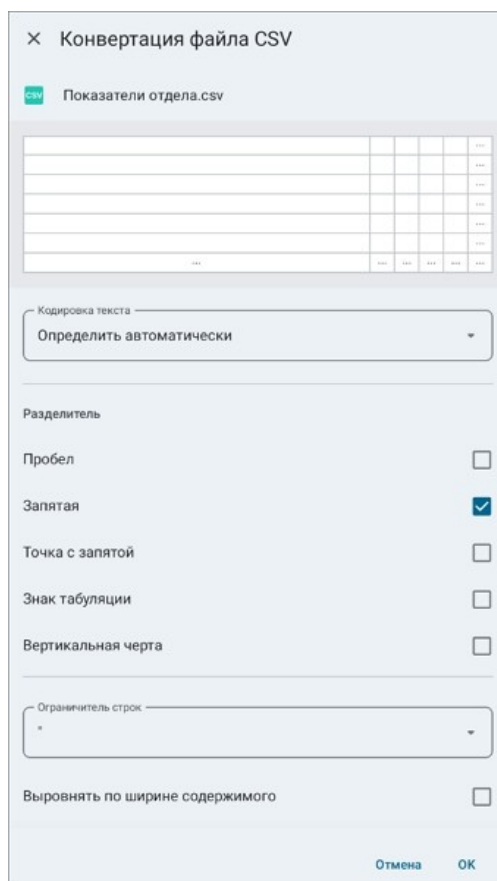 Конвертация файла CSV
CSV Показатели отдела.csv
...
...
...
...
...
...
... ... ... ... ... ...
Кодировка текста
Определить автоматически
Разделитель
Пробел
Запятая
Точка с запятой
Знак табуляции
Вертикальная черта
Ограничитель строк
"
Выровнять по ширине содержимого
Отмена OK